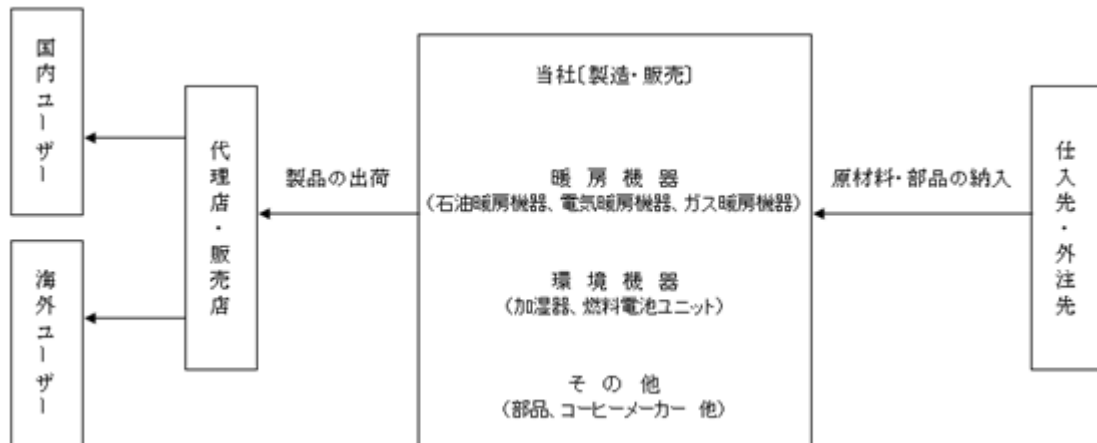 国内ユーザー
海外ユーザー
代理店・販売店
製品の出荷
当社〔製造・販売〕
暖房機器
(石油暖房機器、電気暖房機器、ガス暖房機器)
環境機器
(加湿器、燃料電池ユニット)
その他
(部品、コーヒーメーカー 他)
原材料・部品の納入
仕入先・外注先